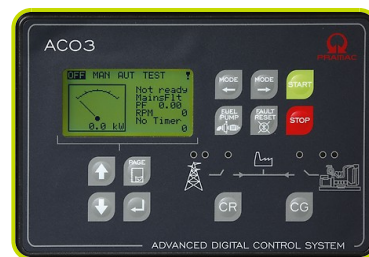 ACO3
PRAMAC
OFF MAN AUT TEST !
Not ready
MainsFlt
PF 0.00
RPM 0
No Timer
0
0.0 kW
MODE
MODE
START
FUEL PUMP
FAULT RESET
STOP
PAGE
CR
CG
ADVANCED DIGITAL CONTROL SYSTEM